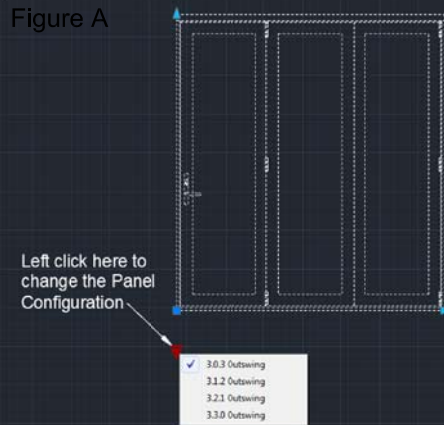 Figure A
Left click here to
change the Panel
Configuration
3.0.3 Outswing
3.1.2 Outswing
3.2.1 Outswing
3.3.0 Outswing